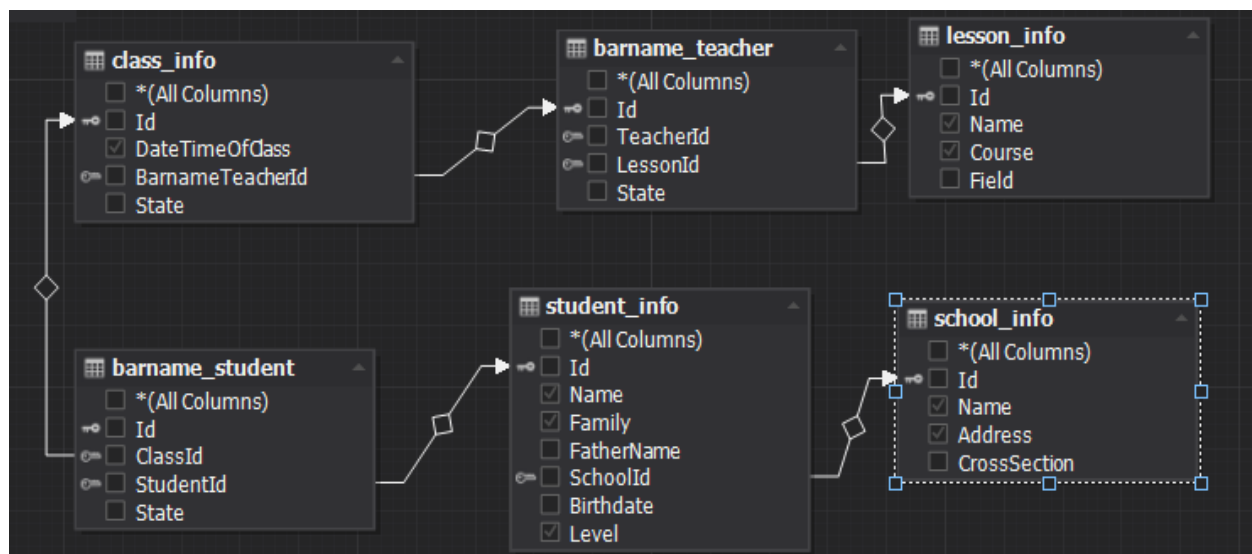 class_info
*(All Columns)
Id
DateTimeOfClass
BarnameTeacherId
State
barname_teacher
*(All Columns)
Id
TeacherId
LessonId
State
lesson_info
*(All Columns)
Id
Name
Course
Field
barname_student
*(All Columns)
Id
ClassId
StudentId
State
student_info
*(All Columns)
Id
Name
Family
FatherName
SchoolId
Birthdate
Level
school_info
*(All Columns)
Id
Name
Address
CrossSection